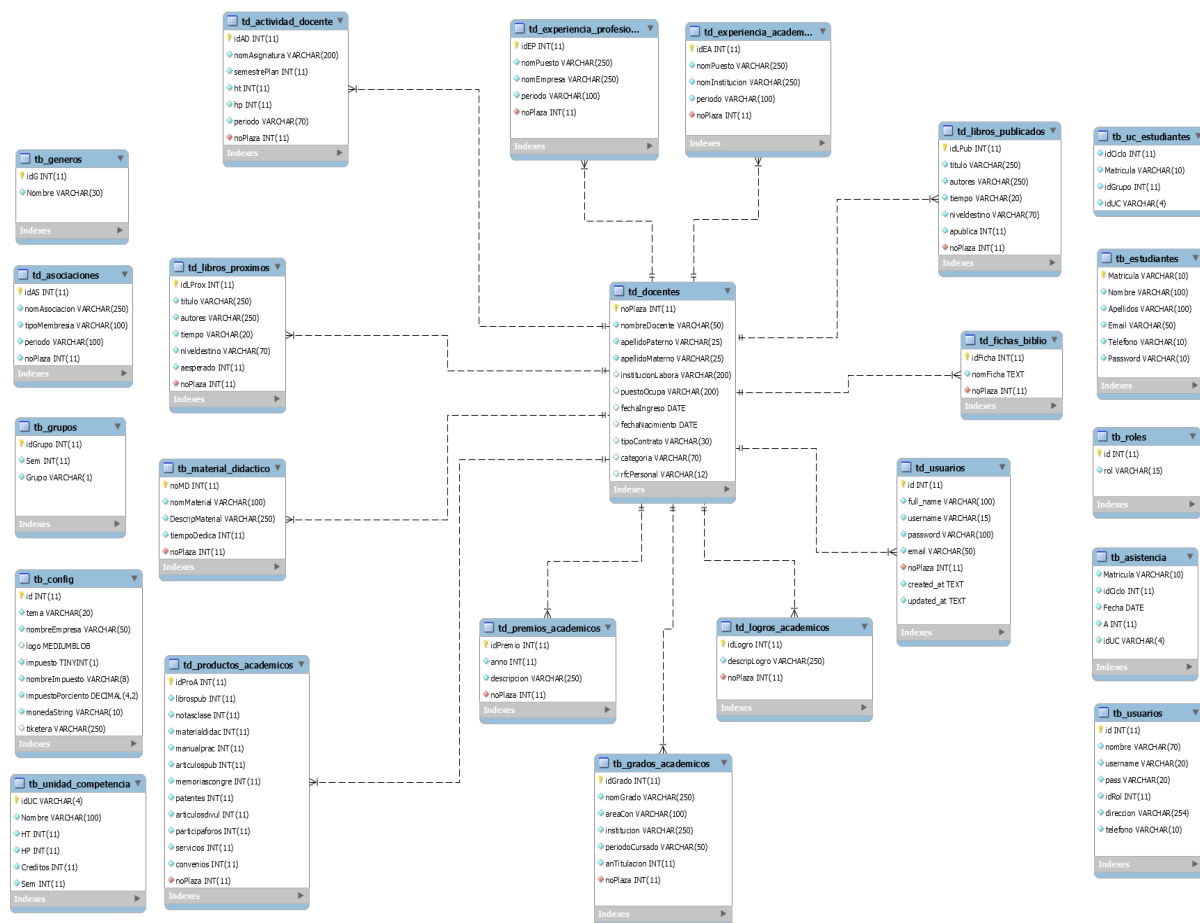 td_actividad_docente
idAD INT(11)
nomAsignatura VARCHAR(200)
semestrePlan INT(11)
ht INT(11)
hp INT(11)
periodo VARCHAR(70)
noPlaza INT(11)
Indexes
td_experiencia_profesio...
idEP INT(11)
nomPuesto VARCHAR(250)
nomEmpresa VARCHAR(250)
periodo VARCHAR(100)
noPlaza INT(11)
Indexes
td_experiencia_academ...
idEA INT(11)
nomPuesto VARCHAR(250)
nomInstitucion VARCHAR(250)
periodo VARCHAR(100)
noPlaza INT(11)
Indexes
td_libros_publicados
idLPub INT(11)
titulo VARCHAR(250)
autores VARCHAR(250)
tiempo VARCHAR(20)
niveldestino VARCHAR(70)
apublica INT(11)
noPlaza INT(11)
Indexes
tb_uc_estudiantes
idCiclo INT(11)
Matricula VARCHAR(10)
idGrupo INT(11)
idUC VARCHAR(4)
Indexes
tb_generos
idG INT(11)
Nombre VARCHAR(30)
Indexes
td_asociaciones
idAS INT(11)
nomAsociacion VARCHAR(250)
tipoMembresia VARCHAR(100)
periodo VARCHAR(100)
noPlaza INT(11)
Indexes
td_libros_proximos
idLProx INT(11)
titulo VARCHAR(250)
autores VARCHAR(250)
tiempo VARCHAR(20)
niveldestino VARCHAR(70)
aesperado INT(11)
noPlaza INT(11)
Indexes
td_docentes
noPlaza INT(11)
nombreDocente VARCHAR(50)
apellidoPaterno VARCHAR(25)
apellidoMaterno VARCHAR(25)
institucionLabora VARCHAR(200)
puestoOcupa VARCHAR(200)
fechaIngreso DATE
fechaNacimiento DATE
tipoContrato VARCHAR(30)
categoria VARCHAR(70)
rfcPersonal VARCHAR(12)
Indexes
tb_estudiantes
Matricula VARCHAR(10)
Nombre VARCHAR(100)
Apellidos VARCHAR(100)
Email VARCHAR(50)
Telefono VARCHAR(10)
Password VARCHAR(10)
Indexes
td_fichas_biblio
idFicha INT(11)
nomFicha TEXT
noPlaza INT(11)
Indexes
tb_grupos
idGrupo INT(11)
Sem INT(11)
Grupo VARCHAR(1)
Indexes
tb_material_didactico
noMD INT(11)
nomMaterial VARCHAR(100)
DescripMaterial VARCHAR(250)
tiempoDedica INT(11)
noPlaza INT(11)
Indexes
td_usuarios
id INT(11)
full_name VARCHAR(100)
username VARCHAR(15)
password VARCHAR(100)
email VARCHAR(50)
noPlaza INT(11)
created_at TEXT
updated_at TEXT
Indexes
tb_roles
id INT(11)
rol VARCHAR(15)
Indexes
tb_config
id INT(11)
tema VARCHAR(20)
nombreEmpresa VARCHAR(50)
logo MEDIUMBLOB
impuesto TINYINT(1)
nombreImpuesto VARCHAR(8)
impuestoPorciento DECIMAL(4,2)
monedaString VARCHAR(10)
tiketera VARCHAR(250)
Indexes
tb_asistencia
Matricula VARCHAR(10)
idCiclo INT(11)
Fecha DATE
A INT(11)
idUC VARCHAR(4)
Indexes
td_premios_academicos
idPremio INT(11)
anno INT(11)
descripcion VARCHAR(250)
noPlaza INT(11)
Indexes
td_logros_academicos
idLogro INT(11)
descripLogro VARCHAR(250)
noPlaza INT(11)
Indexes
td_productos_academicos
idProA INT(11)
librospub INT(11)
notasclase INT(11)
materialdidac INT(11)
manualprac INT(11)
articulospub INT(11)
memoriascongre INT(11)
patentes INT(11)
articulosdivul INT(11)
participaforos INT(11)
servicios INT(11)
convenios INT(11)
noPlaza INT(11)
Indexes
tb_usuarios
id INT(11)
nombre VARCHAR(70)
username VARCHAR(20)
pass VARCHAR(20)
idRol INT(11)
direccion VARCHAR(254)
telefono VARCHAR(10)
Indexes
tb_unidad_competencia
idUC VARCHAR(4)
Nombre VARCHAR(100)
HT INT(11)
HP INT(11)
Creditos INT(11)
Sem INT(11)
Indexes
tb_grados_academicos
idGrado INT(11)
nomGrado VARCHAR(250)
areaCon VARCHAR(100)
institucion VARCHAR(250)
periodoCursado VARCHAR(50)
anTitulacion INT(11)
noPlaza INT(11)
Indexes